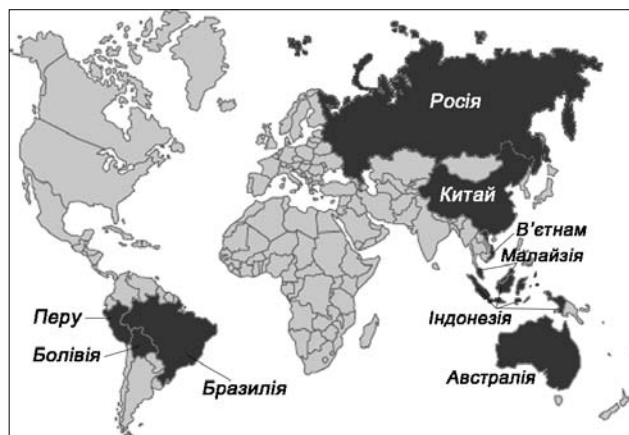 Росія
Китай
В'єтнам
Малайзія
Перу
Індонезія
Болівія
Бразилія
Австралія